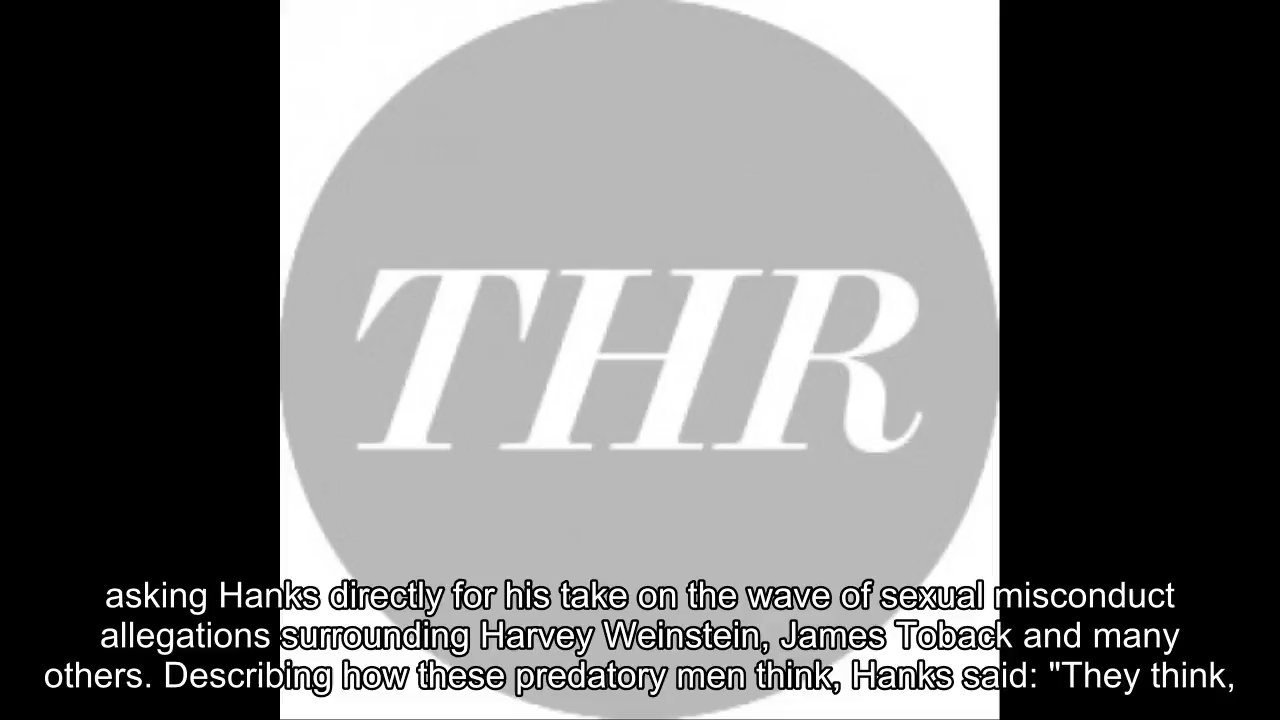 THR
asking Hanks directly for his take on the wave of sexual misconduct
allegations surrounding Harvey Weinstein, James Toback and many
others. Describing how these predatory men think, Hanks said: "They think,